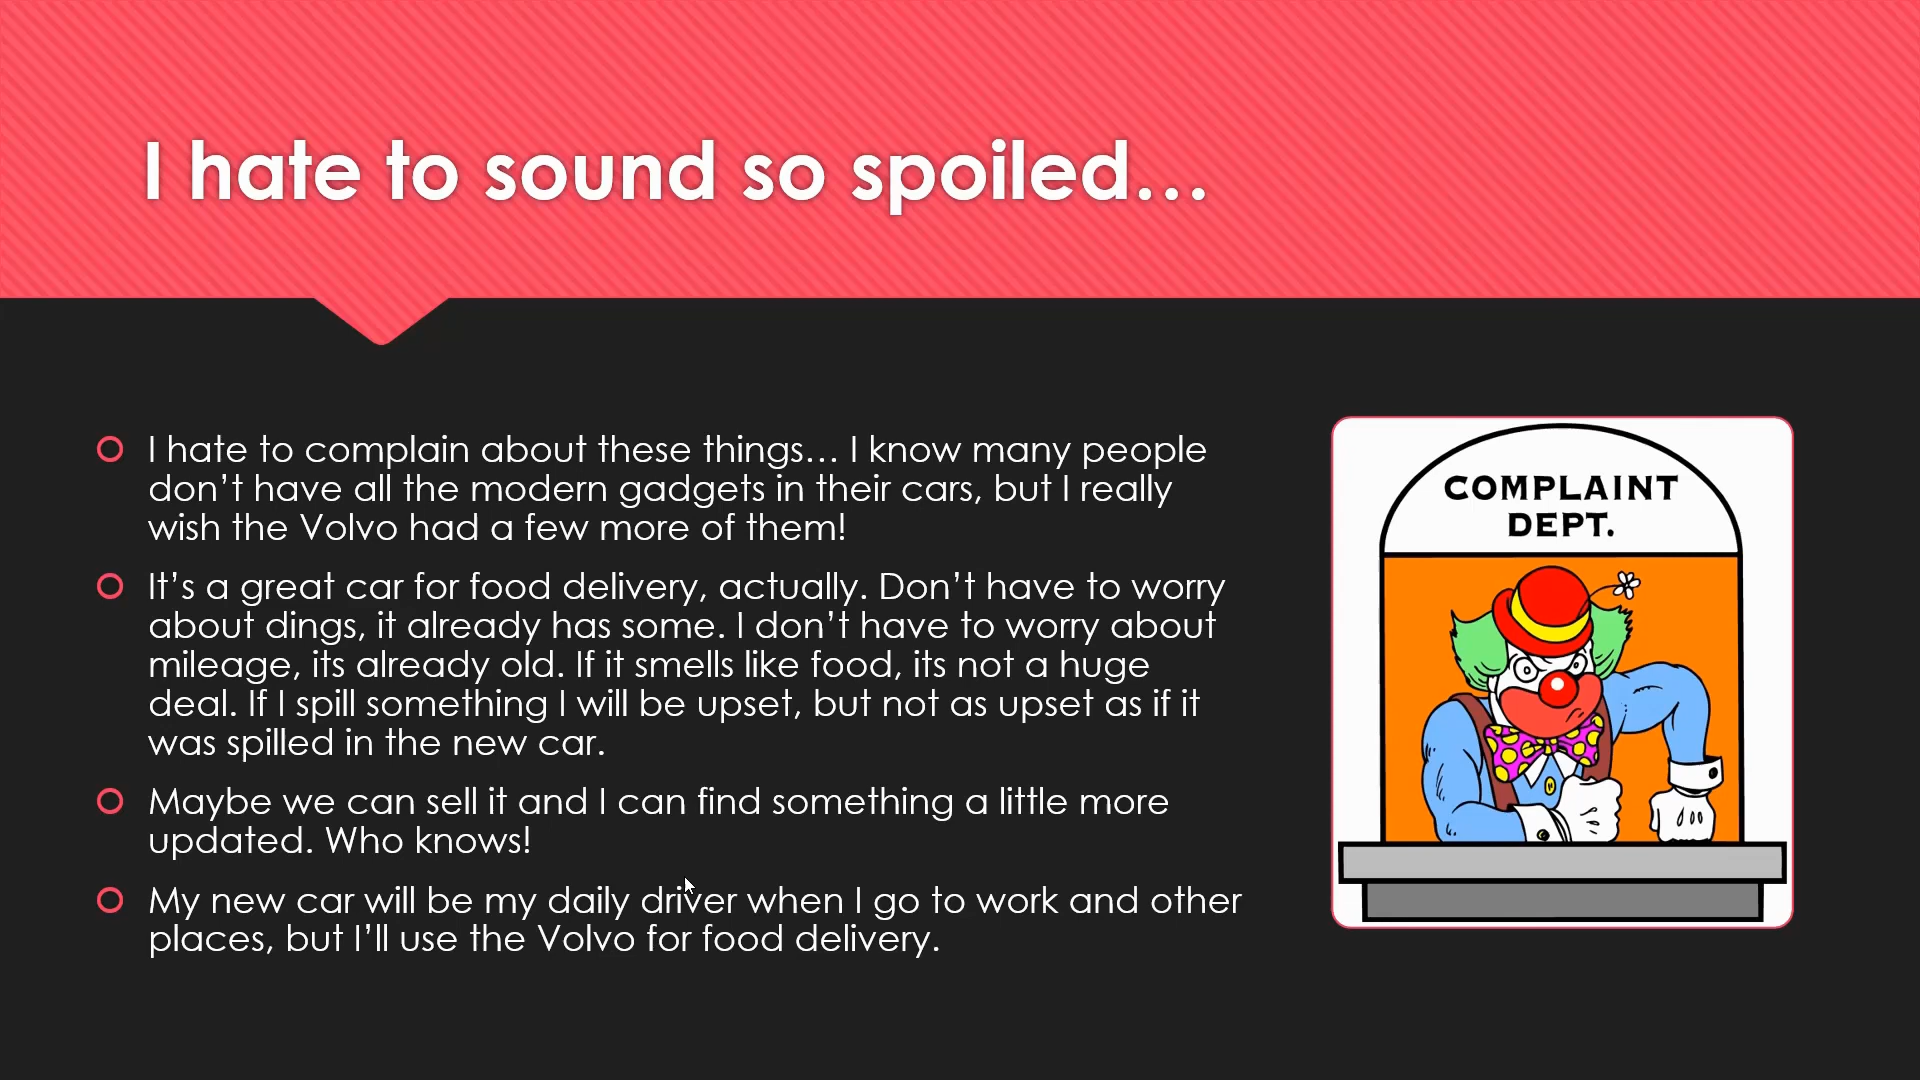 I hate to sound so spoiled…
I hate to complain about these things… I know many people
don’t have all the modern gadgets in their cars, but I really
wish the Volvo had a few more of them!
It’s a great car for food delivery, actually. Don’t have to worry
about dings, it already has some. I don’t have to worry about
mileage, its already old. If it smells like food, its not a huge
deal. If I spill something I will be upset, but not as upset as if it
was spilled in the new car.
Maybe we can sell it and I can find something a little more
updated. Who knows!
My new car will be my daily driver when I go to work and other
places, but I’ll use the Volvo for food delivery.
COMPLAINT
DEPT.